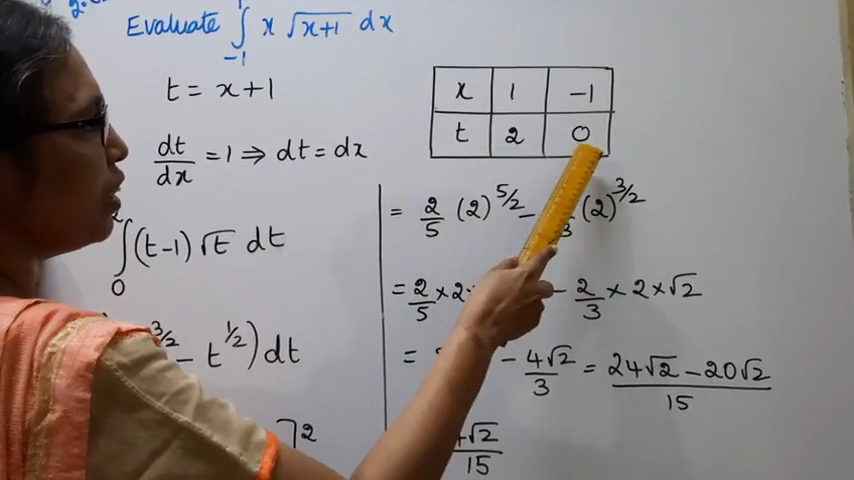 Evaluate ∫₋₁¹ x √(x+1) dx
t = x+1
dt/dx = 1 ⇒ dt = dx
∫₀² (t-1) √t dt
3/2 - t^(1/2)) dt
]²
x 1 -1
t 2 0
= 2/5 (2)^(5/2) - 3 (2)^(3/2)
= 2/5 × 2 - 2/3 × 2 × √2
= - 4√2/3 = (24√2 - 20√2)/15
√2/15